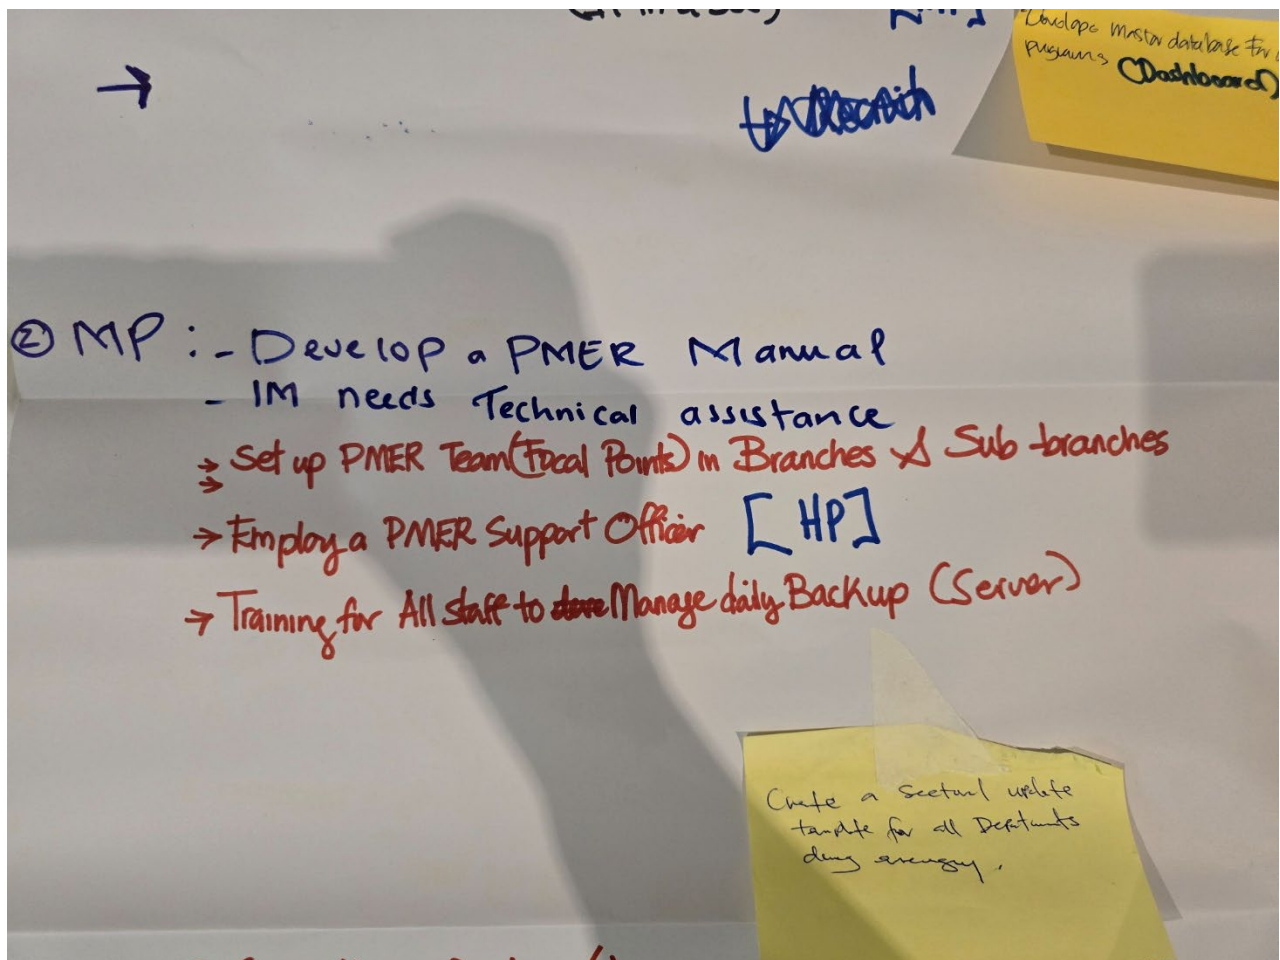 Develope master database for
programs (Dashboard)
→
② MP : - Develop a PMER Manual
- IM needs Technical assistance
→ Set up PMER Team (Focal Points) in Branches & Sub-branches
→
→ Employ a PMER Support Officer [HP]
→ Training for All staff to Manage daily Backup (Server)
Create a Sectoral update
template for all Departments
during emergency.